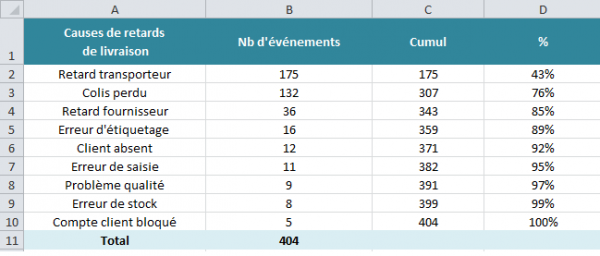 A B C D
1 Causes de retards
de livraison Nb d'événements Cumul %
2 Retard transporteur 175 175 43%
3 Colis perdu 132 307 76%
4 Retard fournisseur 36 343 85%
5 Erreur d'étiquetage 16 359 89%
6 Client absent 12 371 92%
7 Erreur de saisie 11 382 95%
8 Problème qualité 9 391 97%
9 Erreur de stock 8 399 99%
10 Compte client bloqué 5 404 100%
11 Total 404